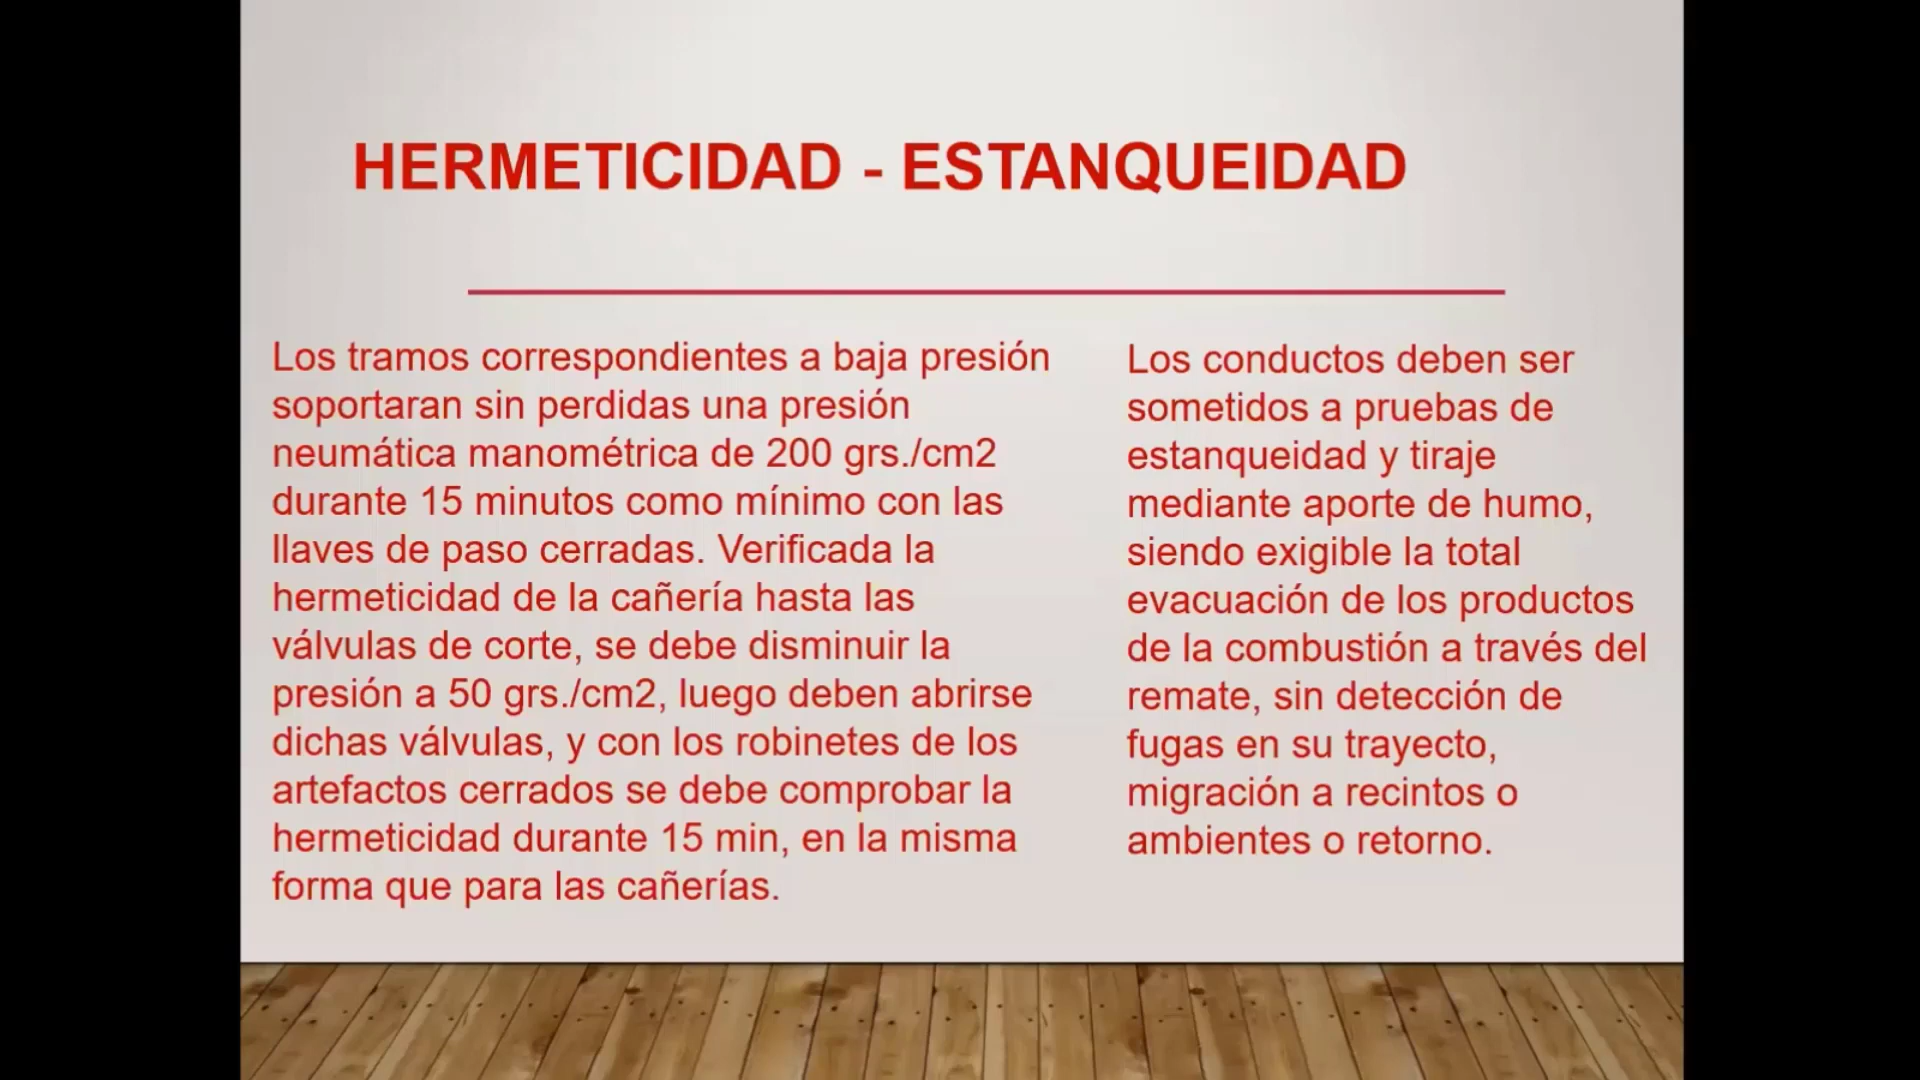 HERMETICIDAD - ESTANQUEIDAD
Los tramos correspondientes a baja presión
soportaran sin perdidas una presión
neumática manométrica de 200 grs./cm2
durante 15 minutos como mínimo con las
llaves de paso cerradas. Verificada la
hermeticidad de la cañería hasta las
válvulas de corte, se debe disminuir la
presión a 50 grs./cm2, luego deben abrirse
dichas válvulas, y con los robinetes de los
artefactos cerrados se debe comprobar la
hermeticidad durante 15 min, en la misma
forma que para las cañerías.
Los conductos deben ser
sometidos a pruebas de
estanqueidad y tiraje
mediante aporte de humo,
siendo exigible la total
evacuación de los productos
de la combustión a través del
remate, sin detección de
fugas en su trayecto,
migración a recintos o
ambientes o retorno.